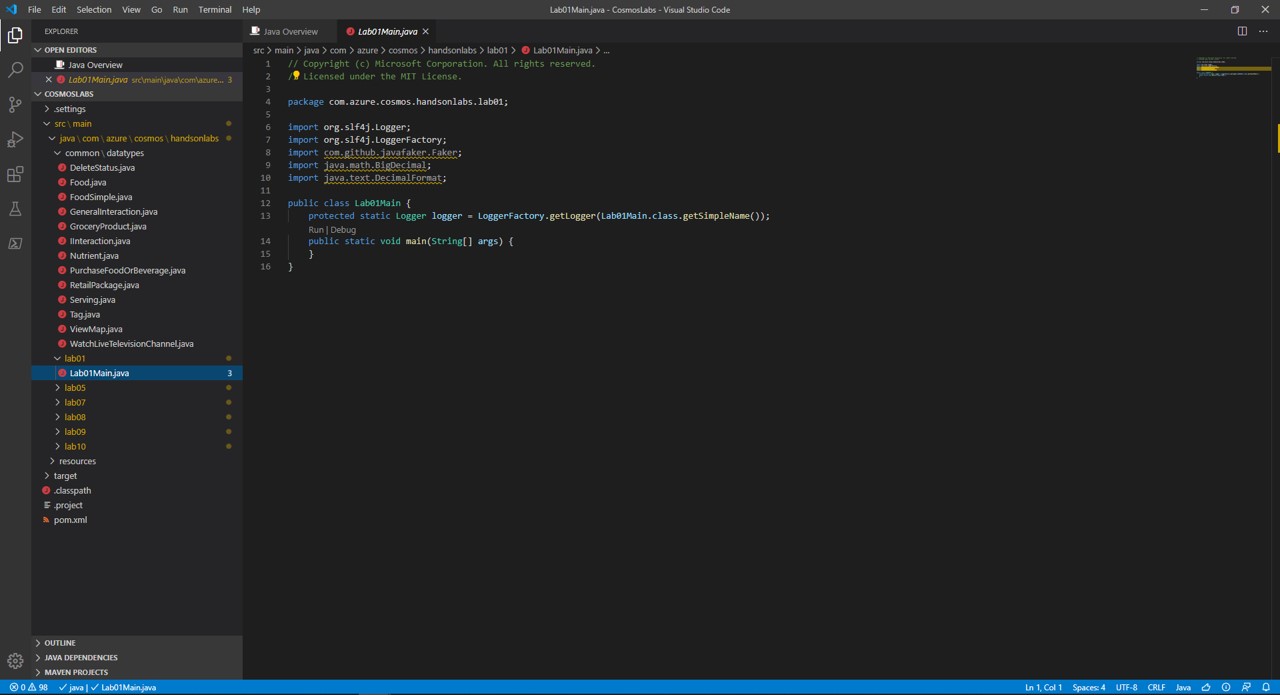 File Edit Selection View Go Run Terminal Help
Lab01Main.java - CosmosLabs - Visual Studio Code
EXPLORER
OPEN EDITORS
Java Overview
Lab01Main.java src\main\java\com\azure... 3
COSMOSLABS
.settings
src \ main
java \ com \ azure \ cosmos \ handsonlabs
common \ datatypes
DeleteStatus.java
Food.java
FoodSimple.java
GeneralInteraction.java
GroceryProduct.java
IInteraction.java
Nutrient.java
PurchaseFoodOrBeverage.java
RetailPackage.java
Serving.java
Tag.java
ViewMap.java
WatchLiveTelevisionChannel.java
lab01
Lab01Main.java 3
lab05
lab07
lab08
lab09
lab10
resources
target
.classpath
.project
pom.xml
OUTLINE
JAVA DEPENDENCIES
MAVEN PROJECTS
Java Overview Lab01Main.java
src > main > java > com > azure > cosmos > handsonlabs > lab01 > Lab01Main.java > ...
1 // Copyright (c) Microsoft Corporation. All rights reserved.
2 / Licensed under the MIT License.
3
4 package com.azure.cosmos.handsonlabs.lab01;
5
6 import org.slf4j.Logger;
7 import org.slf4j.LoggerFactory;
8 import com.github.javafaker.Faker;
9 import java.math.BigDecimal;
10 import java.text.DecimalFormat;
11
12 public class Lab01Main {
13 protected static Logger logger = LoggerFactory.getLogger(Lab01Main.class.getSimpleName());
Run | Debug
14 public static void main(String[] args) {
15 }
16 }
0 98 java | Lab01Main.java
Ln 1, Col 1 Spaces: 4 UTF-8 CRLF Java